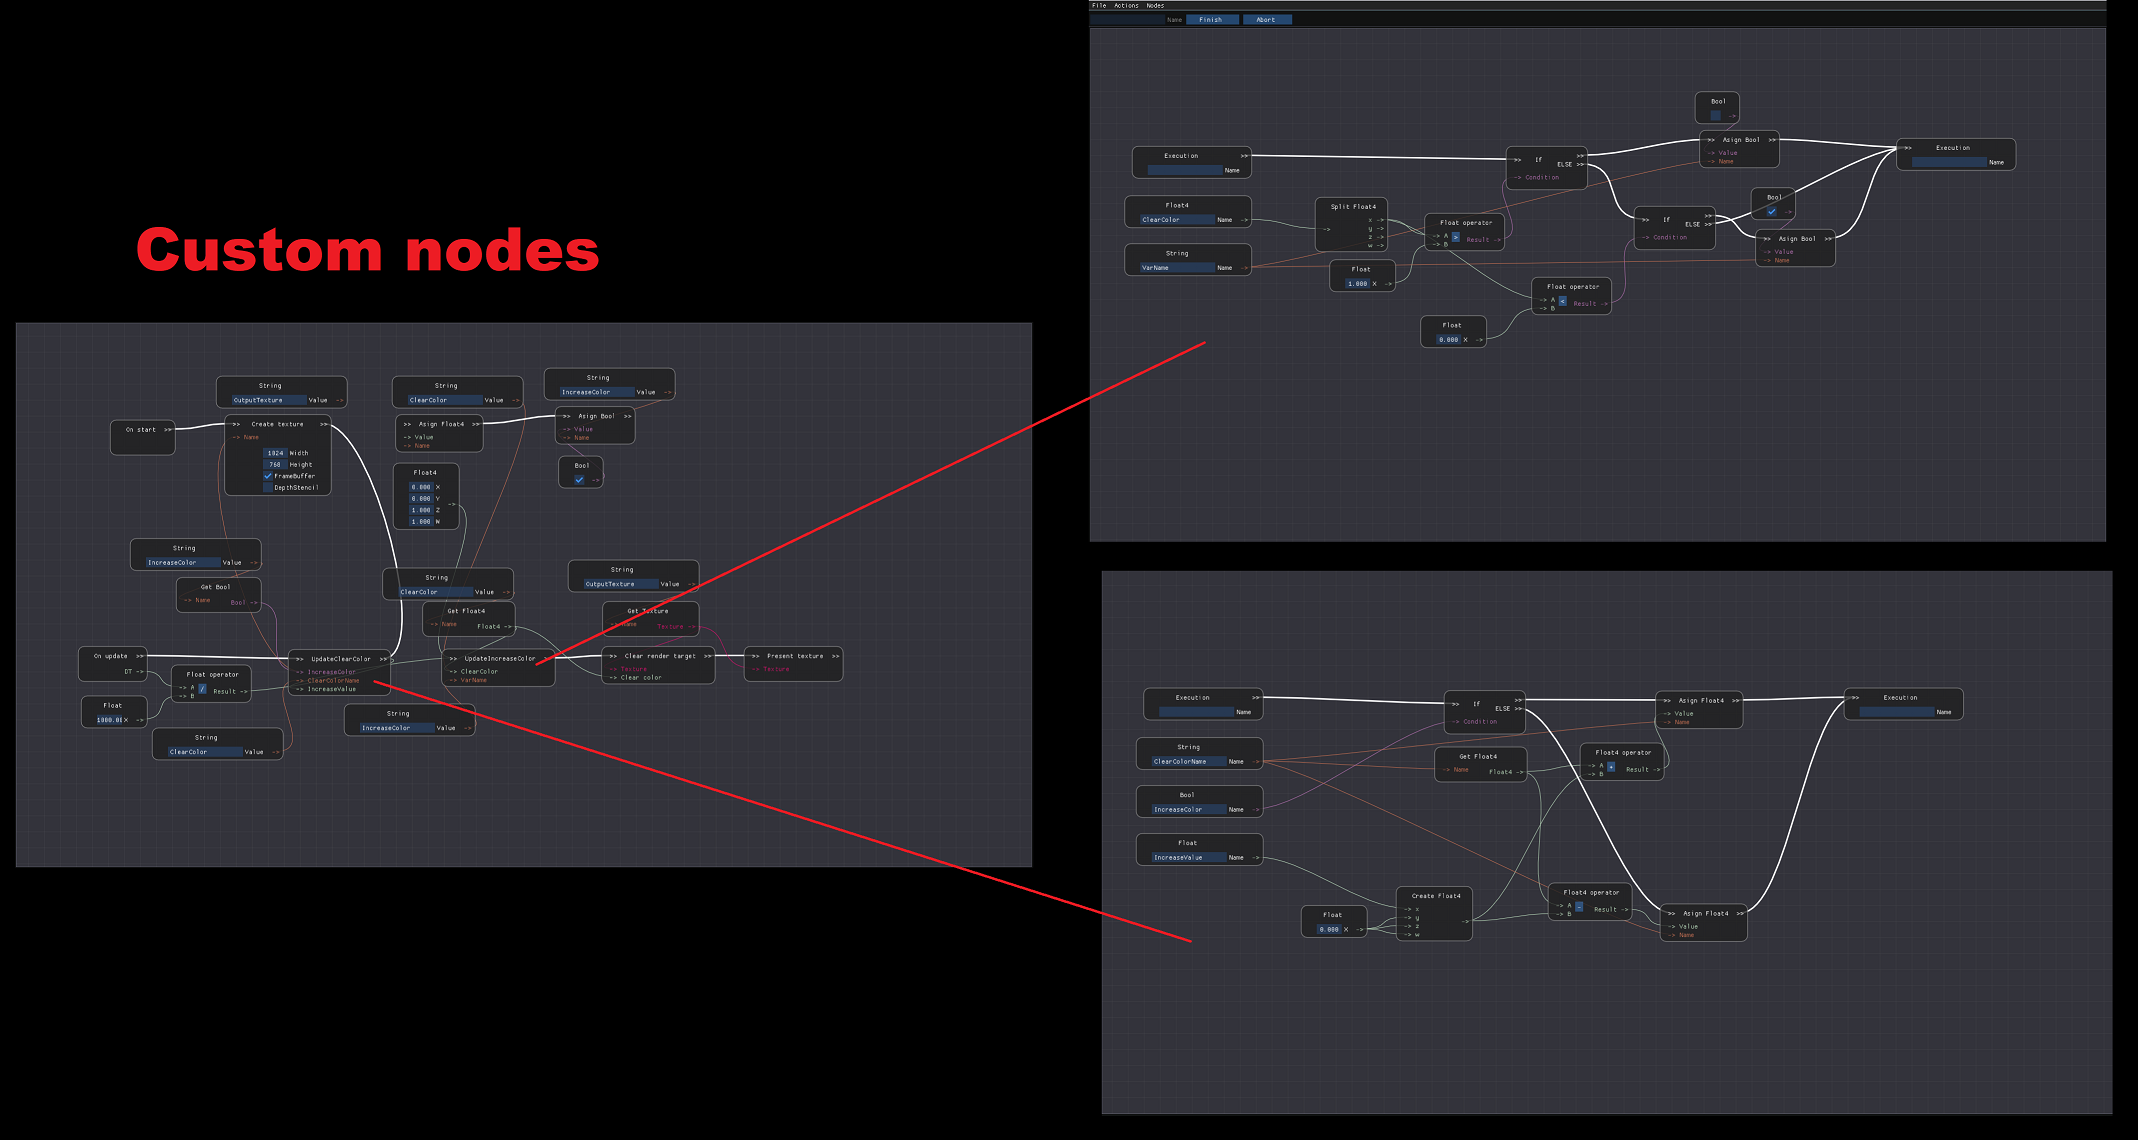 Custom nodes
String
OutputTexture Value ->
String
ClearColor Value ->
String
IncreaseColor Value ->
On start >>
>> Create texture >>
-> Name
1024 Width
768 Height
FrameBuffer
DepthStencil
>> Asign Float4 >>
-> Value
-> Name
>> Asign Bool >>
-> Value
-> Name
Float4
0.000 X
0.000 Y
1.000 Z
1.000 W
->
Bool
->
String
IncreaseColor Value ->
Get Bool
-> Name
Bool ->
String
ClearColor Value ->
Get Float4
-> Name
Float4 ->
String
OutputTexture Value ->
Get Texture
-> Name
Texture ->
On update >>
DT ->
Float operator
-> A / Result ->
-> B
Float
1000.00 X ->
String
ClearColor Value ->
>> UpdateClearColor >>
-> IncreaseColor
-> ClearColorName
-> IncreaseValue
String
IncreaseColor Value ->
>> UpdateIncreaseColor >>
-> ClearColor
-> VarName
>> Clear render target >>
-> Texture
-> Clear color
>> Present texture >>
-> Texture
File Actions Nodes
Name Finish Abort
Execution >>
Name
Float4
ClearColor Name ->
String
VarName Name ->
Split Float4
-> x ->
y ->
z ->
w ->
Float
1.000 X ->
Float operator
-> A > Result ->
-> B
>> If >>
ELSE >>
-> Condition
Float operator
-> A < Result ->
-> B
Float
0.000 X ->
Bool
->
>> Asign Bool >>
-> Value
-> Name
>> If >>
ELSE >>
-> Condition
Bool
->
>> Asign Bool >>
-> Value
-> Name
>> Execution
Name
Execution >>
Name
String
ClearColorName Name ->
Bool
IncreaseColor Name ->
Float
IncreaseValue Name ->
>> If >>
ELSE >>
-> Condition
Get Float4
-> Name
Float4 ->
Float4 operator
-> A + Result ->
-> B
>> Asign Float4 >>
-> Value
-> Name
>> Execution
Name
Float
0.000 X ->
Create Float4
-> x
-> y
-> z
-> w
->
Float4 operator
-> A - Result ->
-> B
>> Asign Float4 >>
-> Value
-> Name